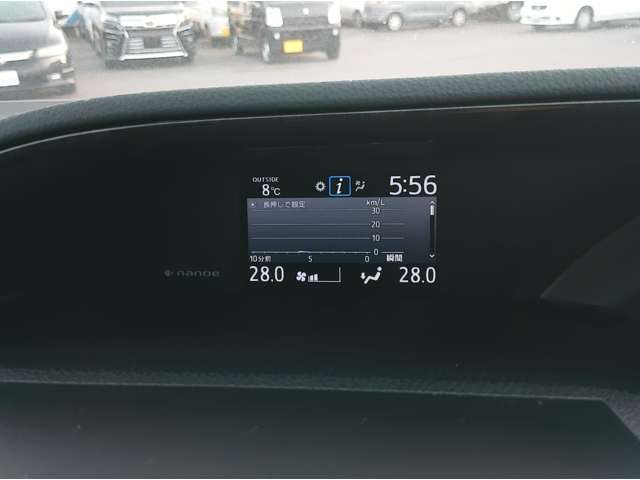 OUTSIDE
8℃ i 5:56
長押しで設定 km/L
30
20
10
0
10分前 5 0 瞬間
28.0 28.0
nanoe